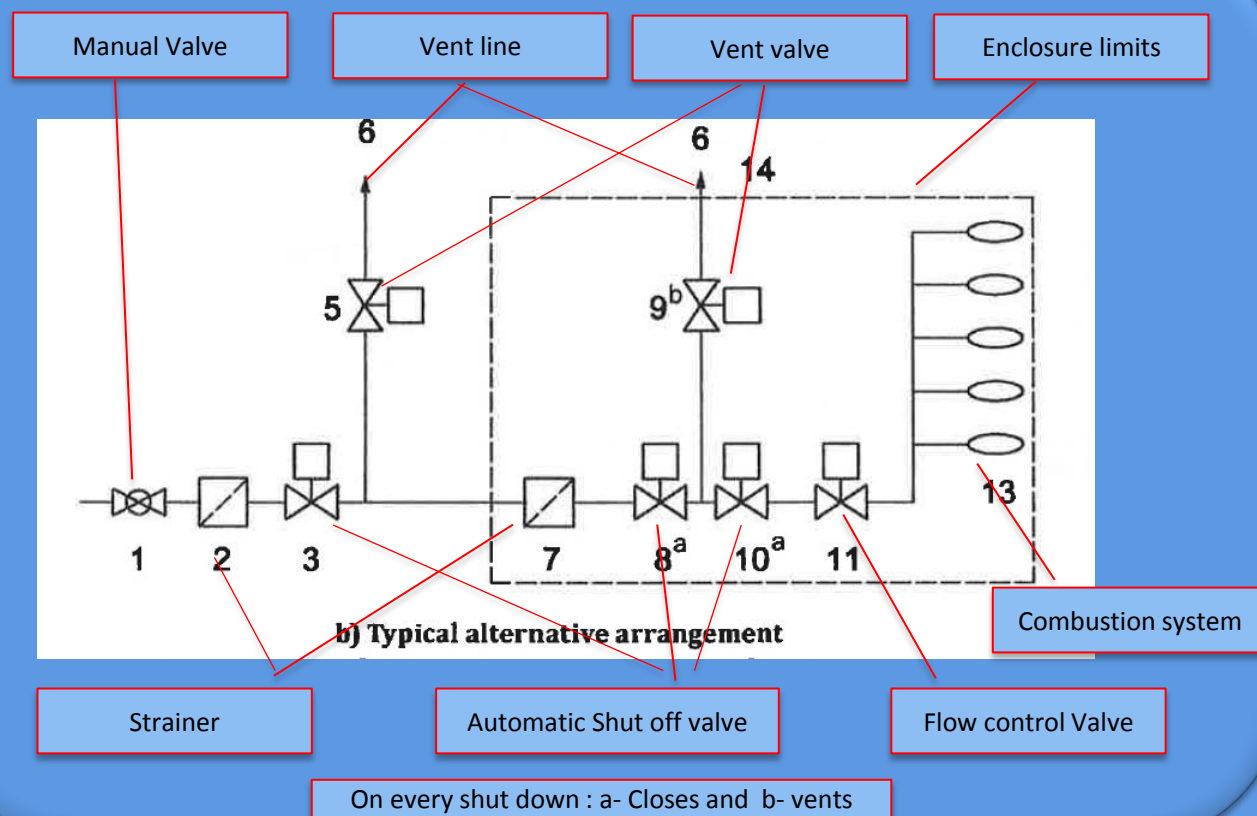 Manual Valve
Vent line
Vent valve
Enclosure limits
6
6
14
5
9b
1
2
3
7
8a
10a
11
13
b) Typical alternative arrangement
Combustion system
Strainer
Automatic Shut off valve
Flow control Valve
On every shut down : a- Closes and b- vents